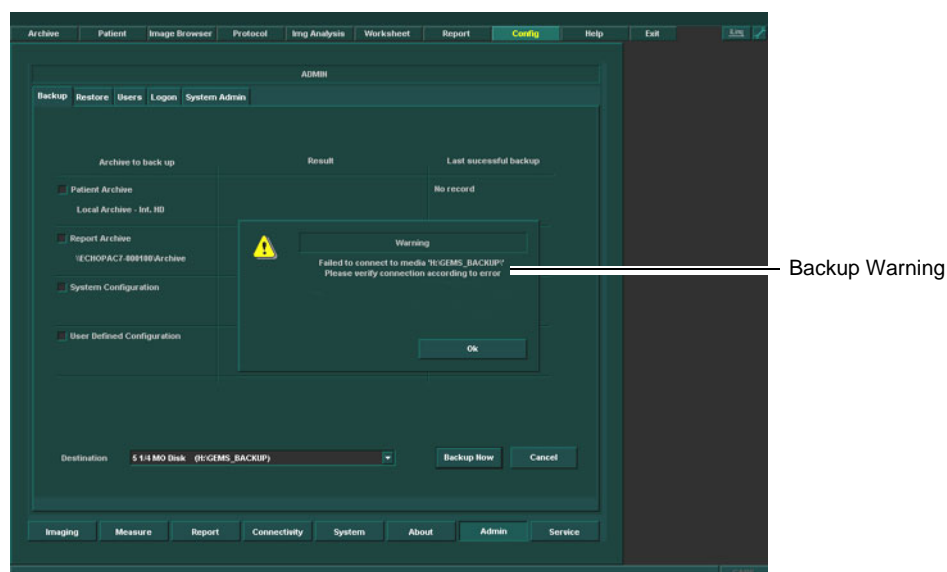 Archive Patient Image Browser Protocol Img Analysis Worksheet Report Config Help Exit Log
ADMIN
Backup Restore Users Logon System Admin
Archive to back up Result Last sucessful backup
Patient Archive No record
Local Archive - Int. HD
Report Archive
\\ECHOPAC7-000100\Archive
System Configuration
User Defined Configuration
Warning
Failed to connect to media 'H:\GEMS_BACKUP\'
Please verify connection according to error
Ok
Backup Warning
Destination 5 1/4 MO Disk (H:\GEMS_BACKUP) Backup Now Cancel
Imaging Measure Report Connectivity System About Admin Service
CAPS